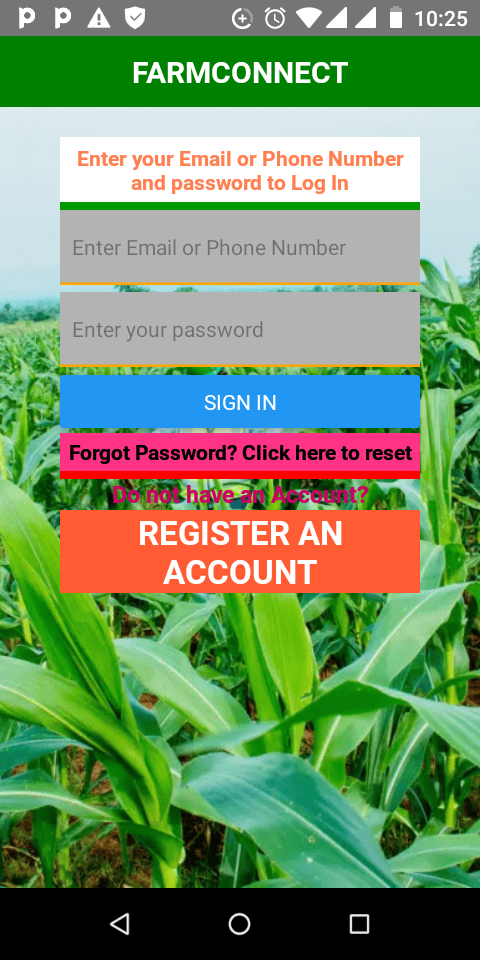 10:25
FARMCONNECT
Enter your Email or Phone Number
and password to Log In
Enter Email or Phone Number
Enter your password
SIGN IN
Forgot Password? Click here to reset
Do not have an Account?
REGISTER AN
ACCOUNT